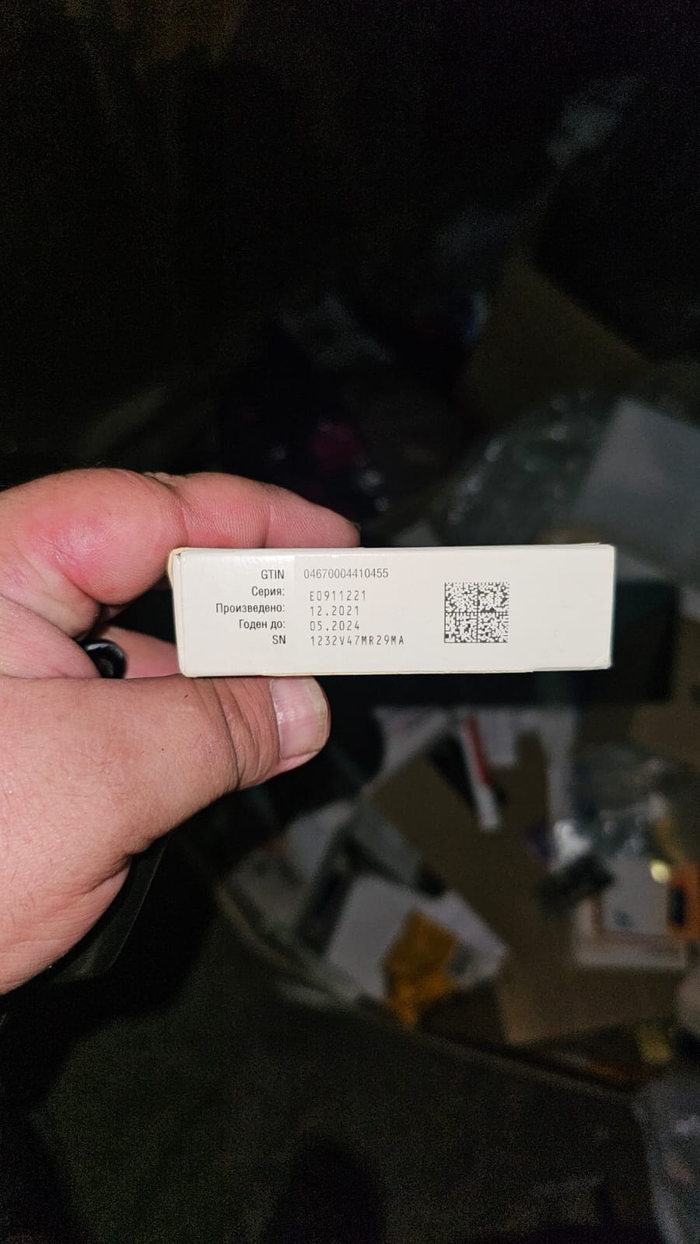 GTIN 04670004410455
Серия: E0911221
Произведено: 12.2021
Годен до: 05.2024
SN 1232V47MR29MA